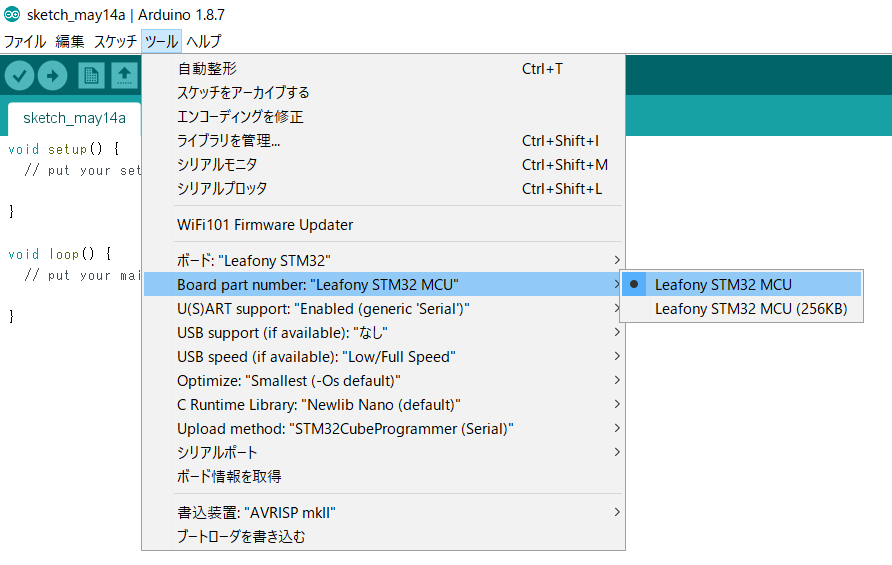 sketch_may14a | Arduino 1.8.7
ファイル 編集 スケッチ ツール ヘルプ
sketch_may14a
void setup() {
// put your set
}
void loop() {
// put your mai
}
自動整形 Ctrl+T
スケッチをアーカイブする
エンコーディングを修正
ライブラリを管理... Ctrl+Shift+I
シリアルモニタ Ctrl+Shift+M
シリアルプロッタ Ctrl+Shift+L
WiFi101 Firmware Updater
ボード: "Leafony STM32"
Board part number: "Leafony STM32 MCU"
U(S)ART support: "Enabled (generic 'Serial')"
USB support (if available): "なし"
USB speed (if available): "Low/Full Speed"
Optimize: "Smallest (-Os default)"
C Runtime Library: "Newlib Nano (default)"
Upload method: "STM32CubeProgrammer (Serial)"
シリアルポート
ボード情報を取得
書込装置: "AVRISP mkII"
ブートローダを書き込む
Leafony STM32 MCU
Leafony STM32 MCU (256KB)